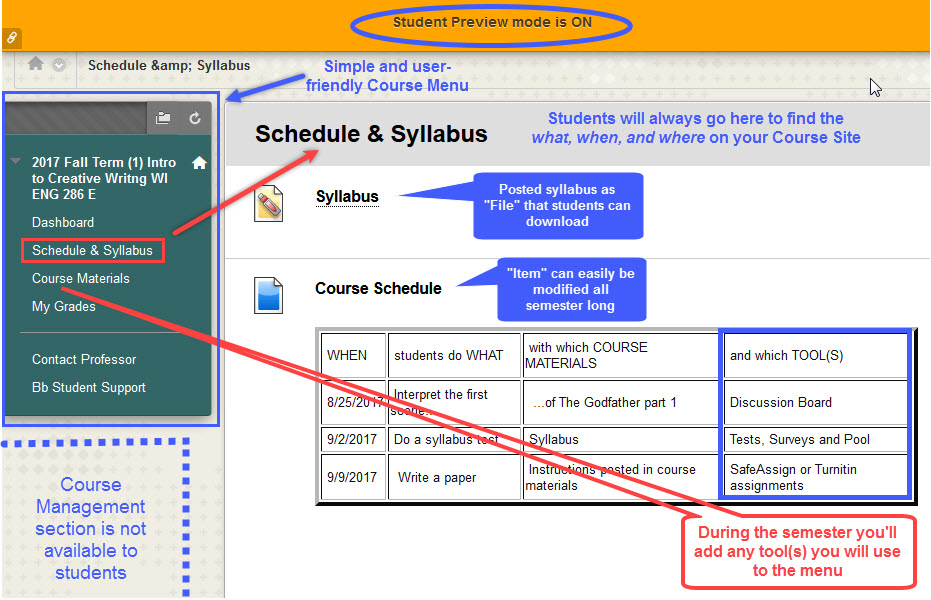 Student Preview mode is ON
Schedule &amp; Syllabus
Simple and user-
friendly Course Menu
Schedule & Syllabus
Students will always go here to find the
what, when, and where on your Course Site
2017 Fall Term (1) Intro
to Creative Writng WI
ENG 286 E
Dashboard
Schedule & Syllabus
Course Materials
My Grades
Contact Professor
Bb Student Support
Syllabus
Posted syllabus as
"File" that students can
download
Course Schedule
"Item" can easily be
modified all
semester long
WHEN students do WHAT with which COURSE and which TOOL(S)
MATERIALS
8/25/2017 Interpret the first ...of The Godfather part 1 Discussion Board
scene..
9/2/2017 Do a syllabus test Syllabus Tests, Surveys and Pool
9/9/2017 Write a paper Instructions posted in course SafeAssign or Turnitin
materials assignments
Course
Management
section is not
available to
students
During the semester you'll
add any tool(s) you will use
to the menu